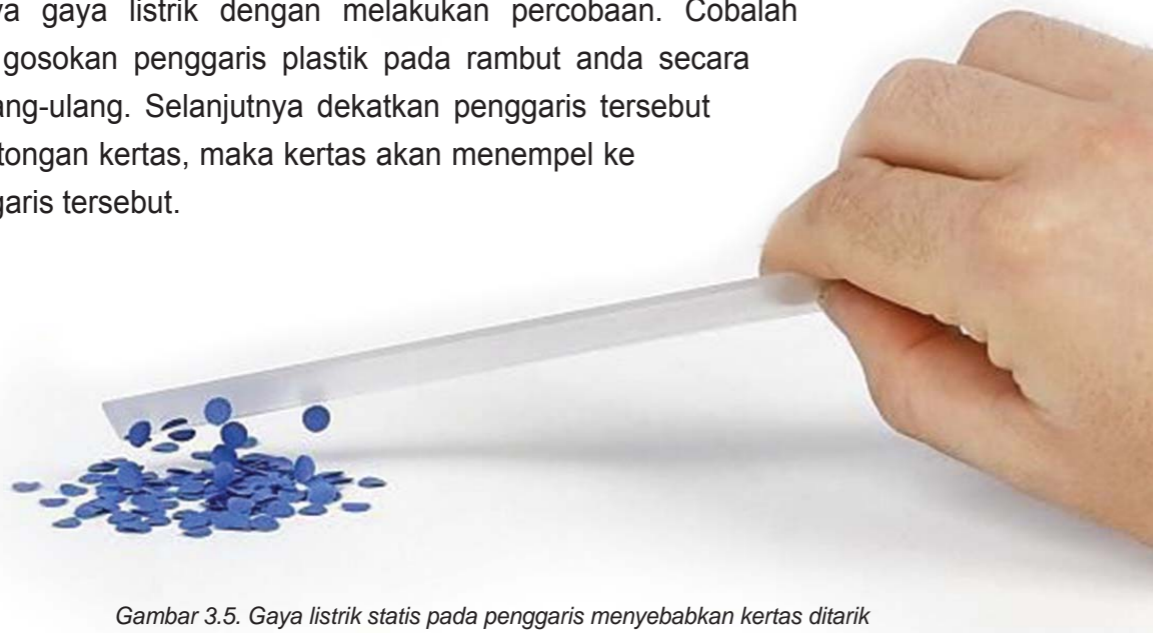 gaya listrik dengan melakukan percobaan. Cobalah
gosokan penggaris plastik pada rambut anda secara
ang-ulang. Selanjutnya dekatkan penggaris tersebut
tongan kertas, maka kertas akan menempel ke
garis tersebut.
Gambar 3.5. Gaya listrik statis pada penggaris menyebabkan kertas ditarik